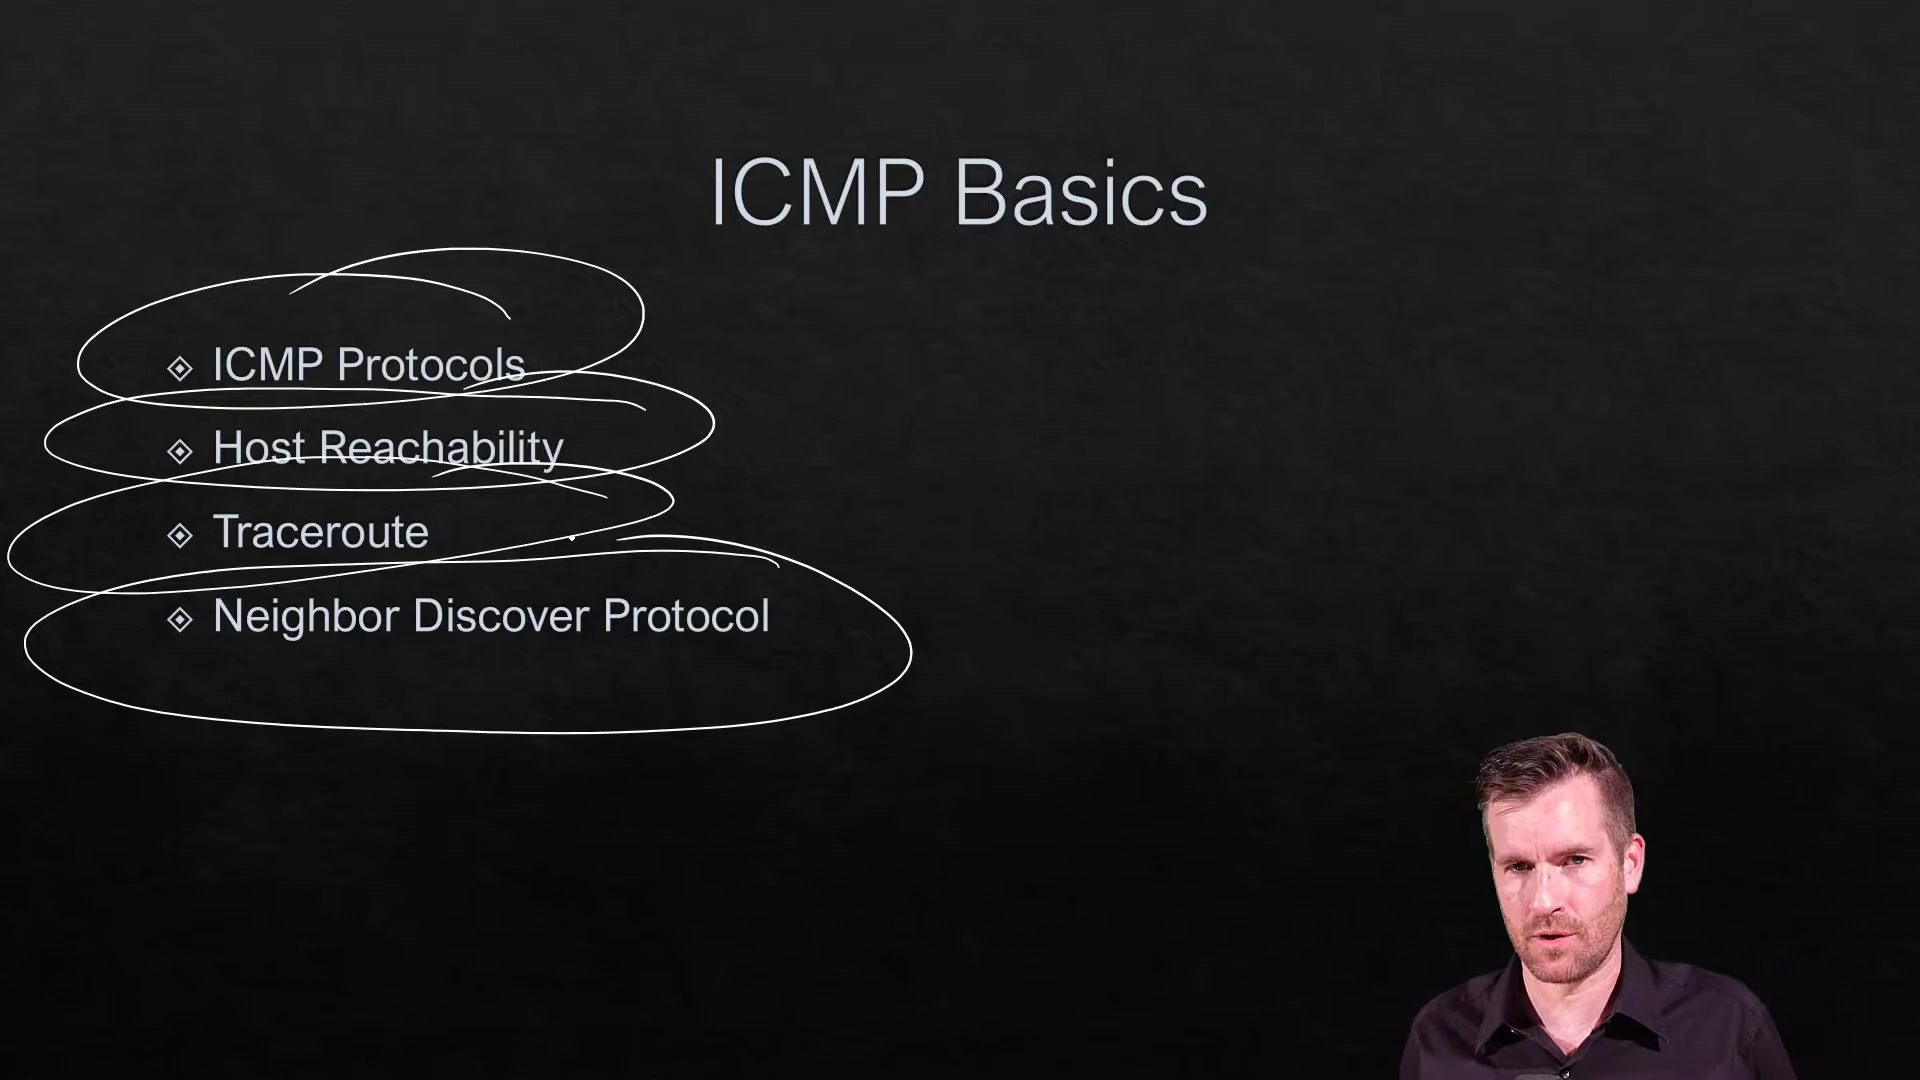 ICMP Basics
ICMP Protocols
Host Reachability
Traceroute
Neighbor Discover Protocol